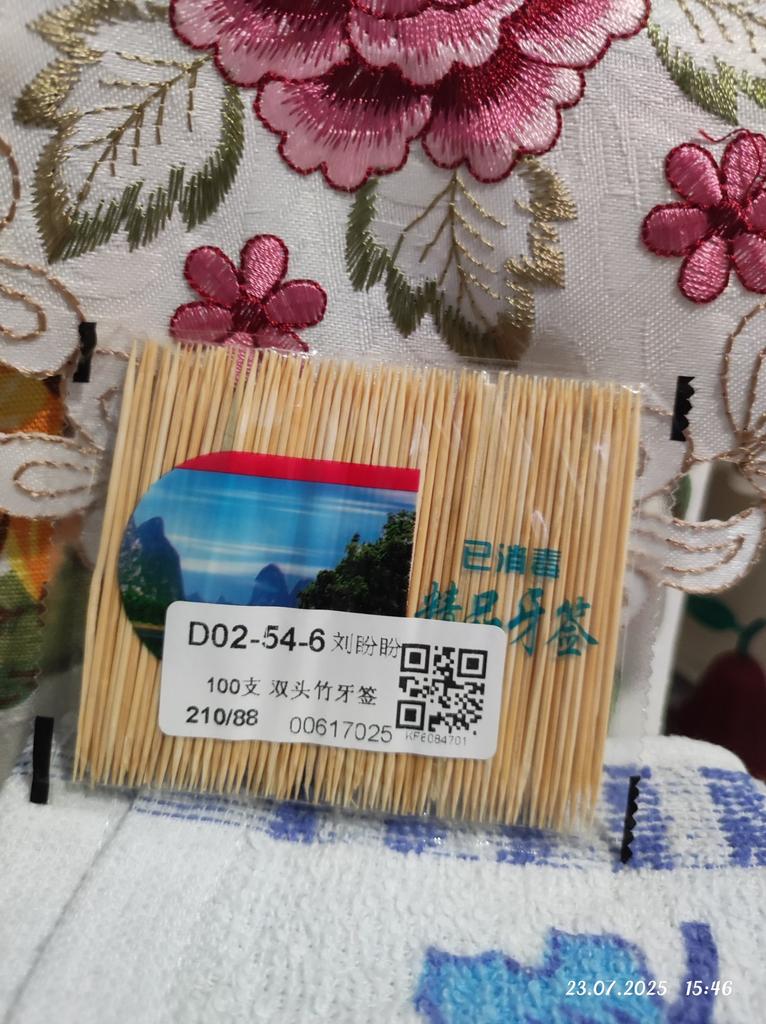 已消毒
精品牙签
D02-54-6 刘盼盼
100支 双头竹牙签
210/88 00617025
KF6084701
23.07.2025 15:46